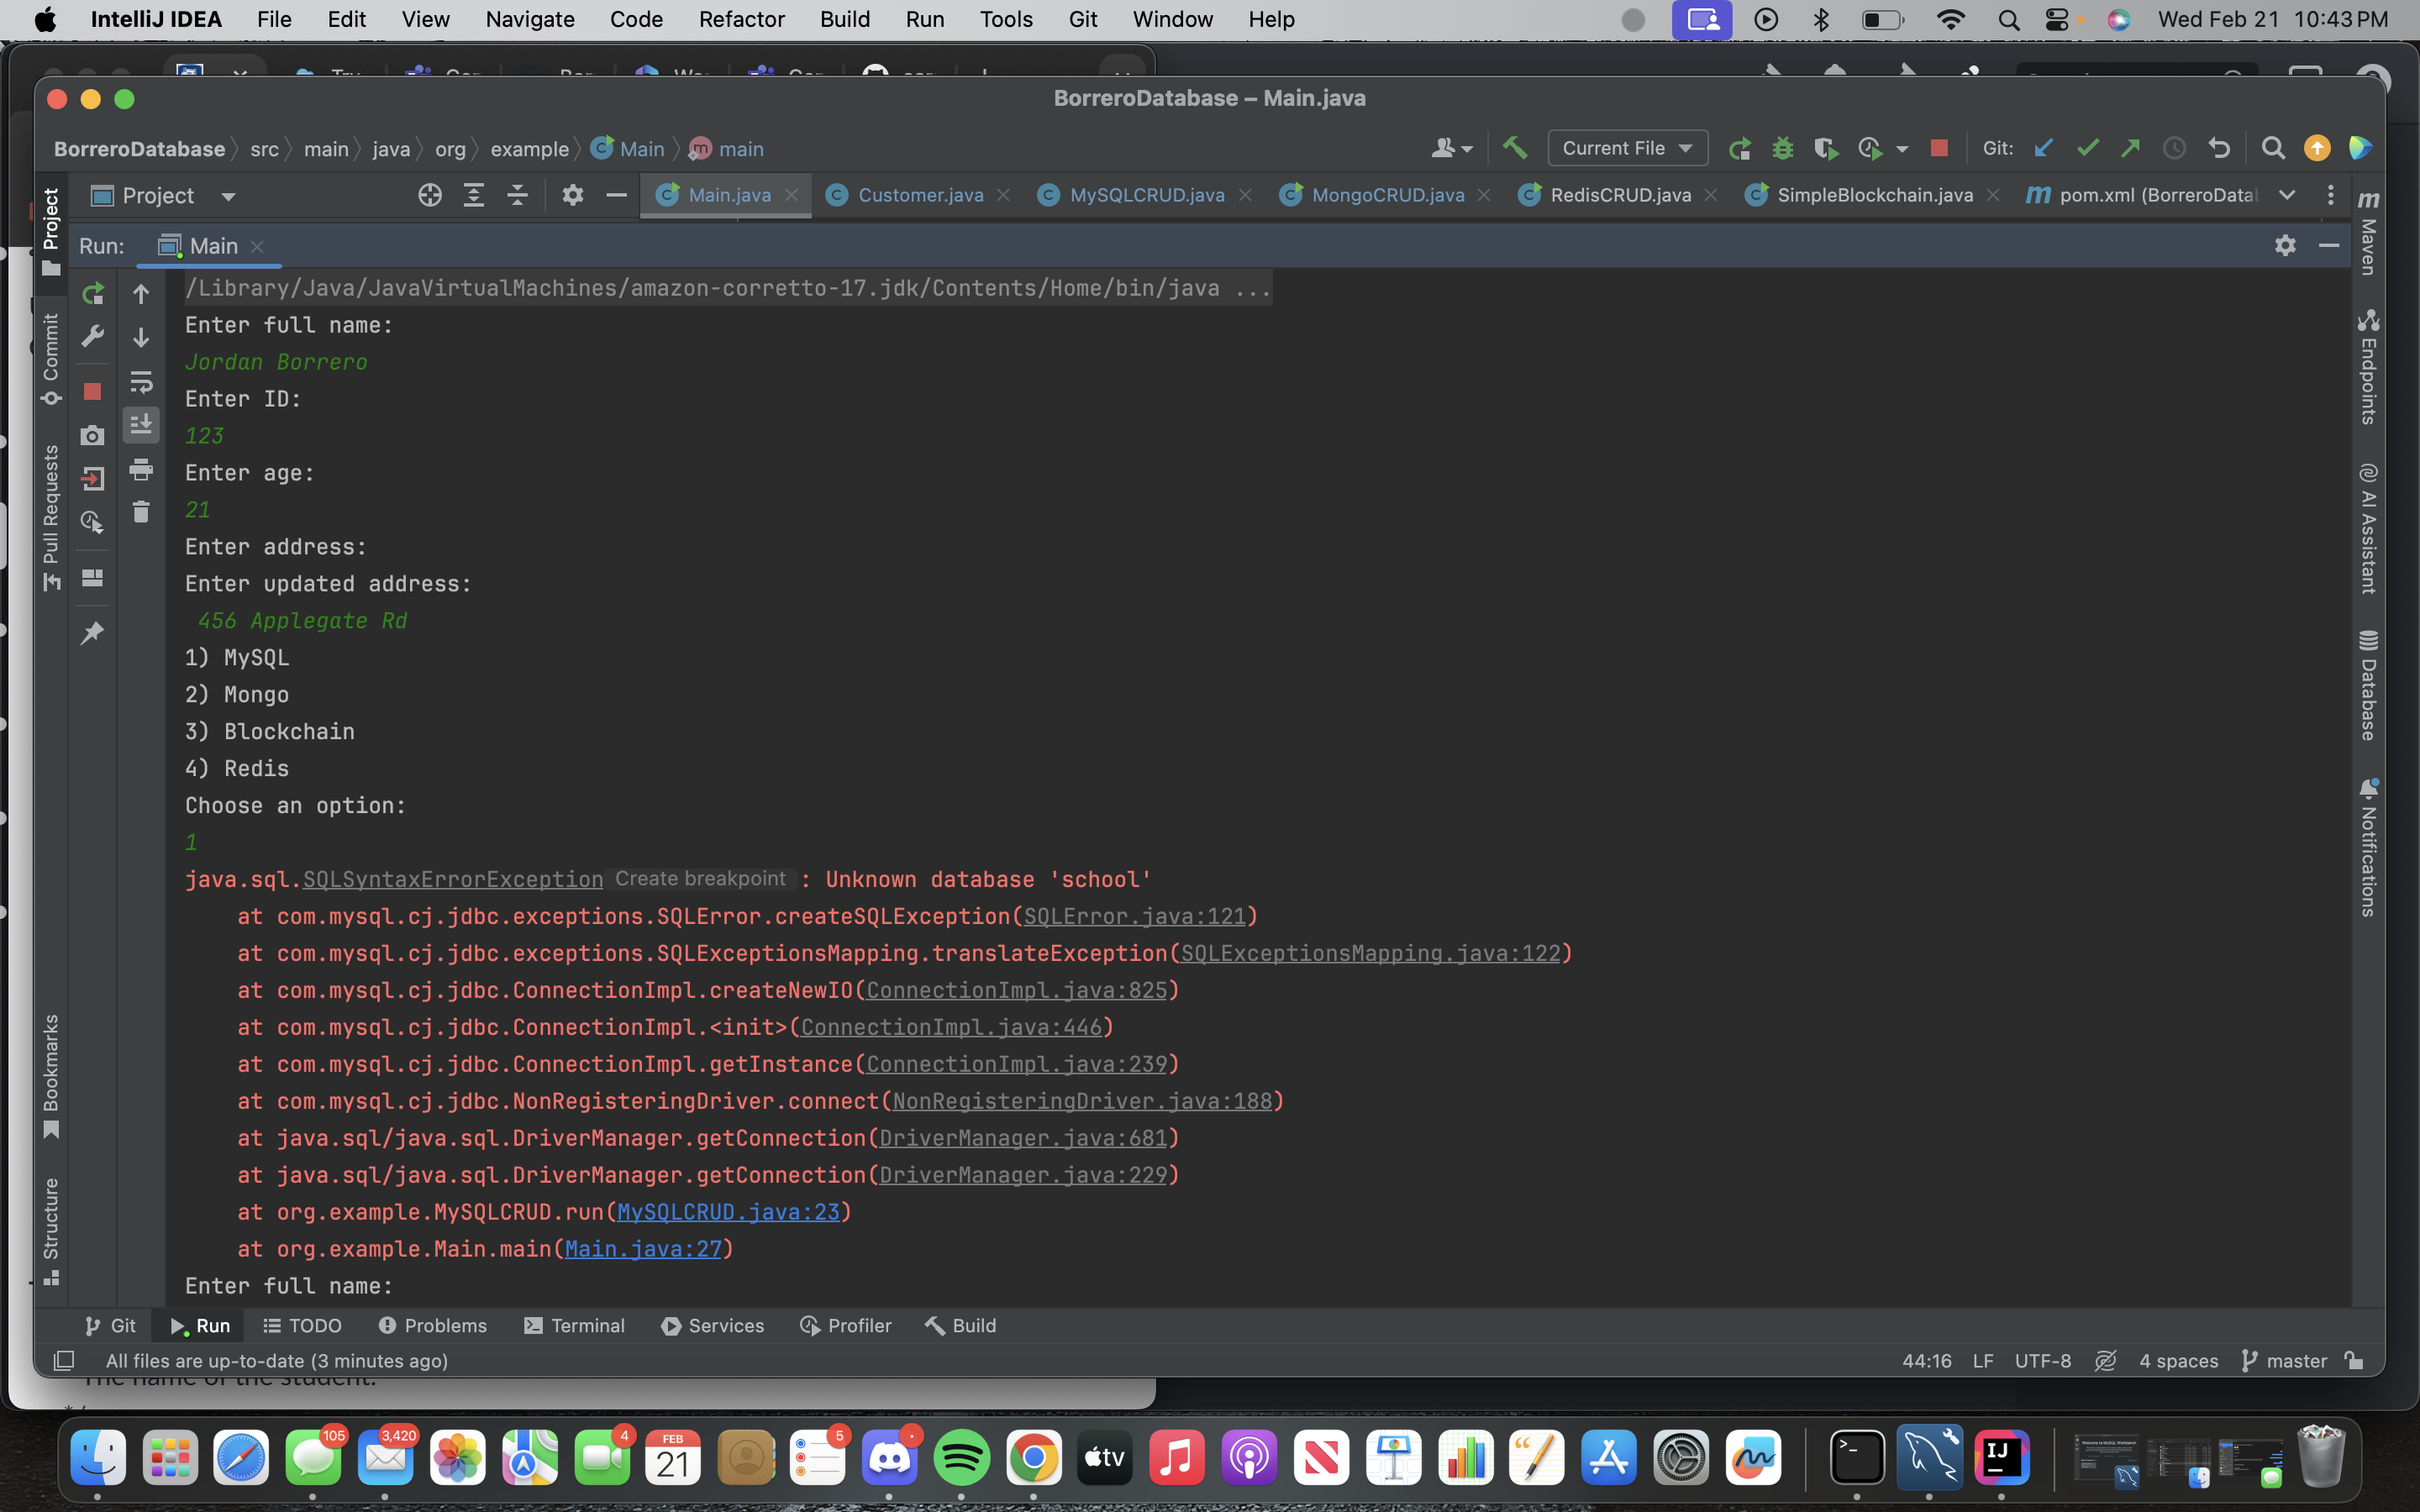 IntelliJ IDEA File Edit View Navigate Code Refactor Build Run Tools Git Window Help Wed Feb 21 10:43 PM
BorreroDatabase – Main.java
BorreroDatabase src main java org example Main main Current File Git:
Project Main.java Customer.java MySQLCRUD.java MongoCRUD.java RedisCRUD.java SimpleBlockchain.java pom.xml (BorreroData
Run: Main
/Library/Java/JavaVirtualMachines/amazon-corretto-17.jdk/Contents/Home/bin/java ...
Enter full name:
Jordan Borrero
Enter ID:
123
Enter age:
21
Enter address:
Enter updated address:
456 Applegate Rd
1) MySQL
2) Mongo
3) Blockchain
4) Redis
Choose an option:
1
java.sql.SQLSyntaxErrorException Create breakpoint : Unknown database 'school'
at com.mysql.cj.jdbc.exceptions.SQLError.createSQLException(SQLError.java:121)
at com.mysql.cj.jdbc.exceptions.SQLExceptionsMapping.translateException(SQLExceptionsMapping.java:122)
at com.mysql.cj.jdbc.ConnectionImpl.createNewIO(ConnectionImpl.java:825)
at com.mysql.cj.jdbc.ConnectionImpl.<init>(ConnectionImpl.java:446)
at com.mysql.cj.jdbc.ConnectionImpl.getInstance(ConnectionImpl.java:239)
at com.mysql.cj.jdbc.NonRegisteringDriver.connect(NonRegisteringDriver.java:188)
at java.sql/java.sql.DriverManager.getConnection(DriverManager.java:681)
at java.sql/java.sql.DriverManager.getConnection(DriverManager.java:229)
at org.example.MySQLCRUD.run(MySQLCRUD.java:23)
at org.example.Main.main(Main.java:27)
Enter full name:
Project
Commit
Pull Requests
Bookmarks
Structure
Maven
Endpoints
AI Assistant
Database
Notifications
Git Run TODO Problems Terminal Services Profiler Build
All files are up-to-date (3 minutes ago) 44:16 LF UTF-8 4 spaces master
The name of the student.
*/
105 3,420 4 FEB 21 5 tv IJ